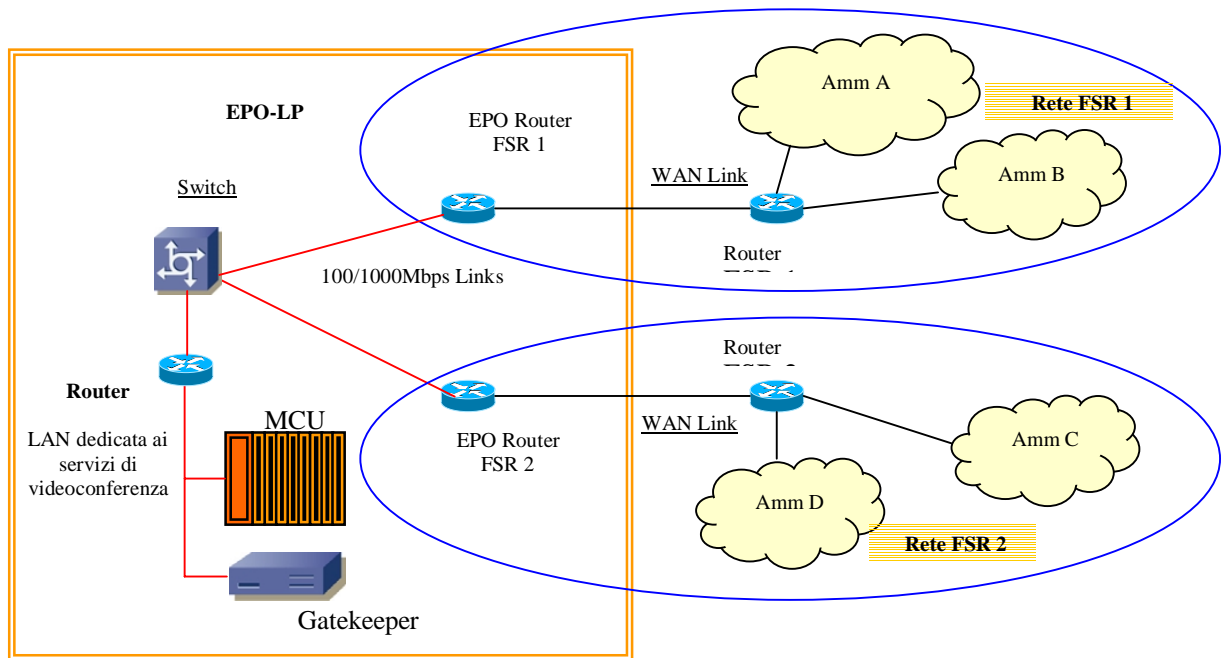 EPO-LP
Switch
EPO Router
FSR 1
Amm A
Rete FSR 1
Amm B
WAN Link
Router
100/1000Mbps Links
Router
LAN dedicata ai
servizi di
videoconferenza
MCU
Gatekeeper
EPO Router
FSR 2
Router
WAN Link
Amm C
Amm D
Rete FSR 2